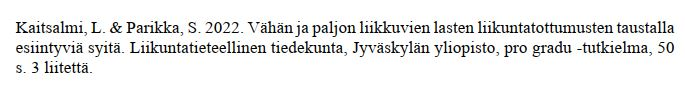 Kaitsalmi, L. & Parikka, S. 2022. Vähän ja paljon liikkuvien lasten liikuntatottumusten taustalla
esiintyviä syitä. Liikuntatieteellinen tiedekunta, Jyväskylän yliopisto, pro gradu -tutkielma, 50
s. 3 liitettä.